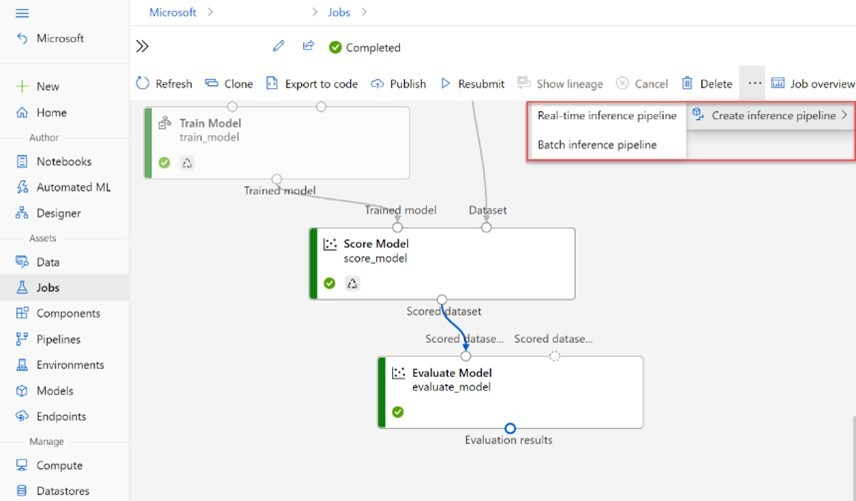 Microsoft > > Jobs >
Microsoft
Completed
Refresh Clone Export to code Publish Resubmit Show lineage Cancel Delete ... Job overview
New
Home
Author
Notebooks
Automated ML
Designer
Assets
Data
Jobs
Components
Pipelines
Environments
Models
Endpoints
Manage
Compute
Datastores
Real-time inference pipeline
Create inference pipeline >
Batch inference pipeline
Train Model
train_model
Trained model
Trained model
Dataset
Score Model
score_model
Scored dataset
Scored datase...
Scored datase...
Evaluate Model
evaluate_model
Evaluation results